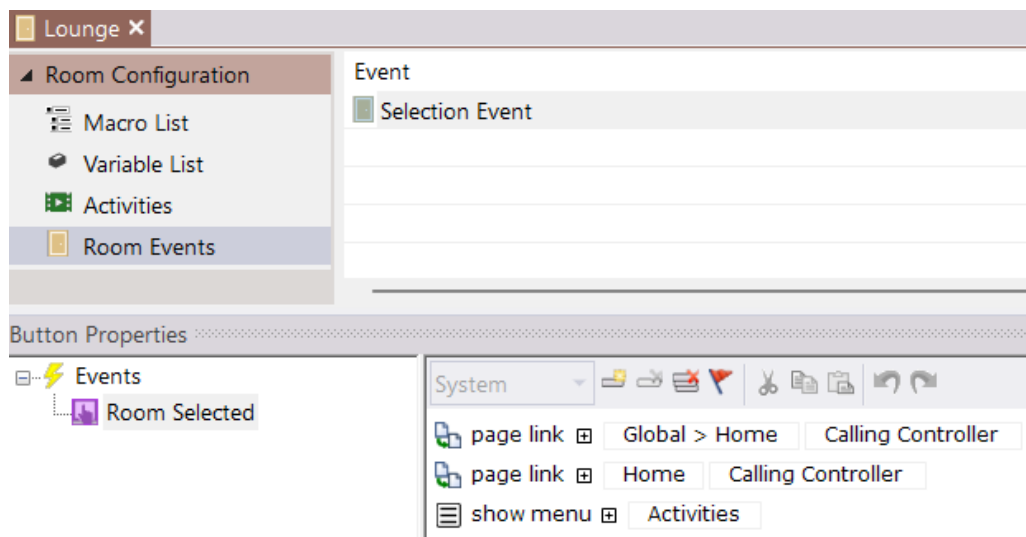 Lounge
Room Configuration
Event
Macro List
Selection Event
Variable List
Activities
Room Events
Button Properties
Events
Room Selected
System
page link Global > Home Calling Controller
page link Home Calling Controller
show menu Activities